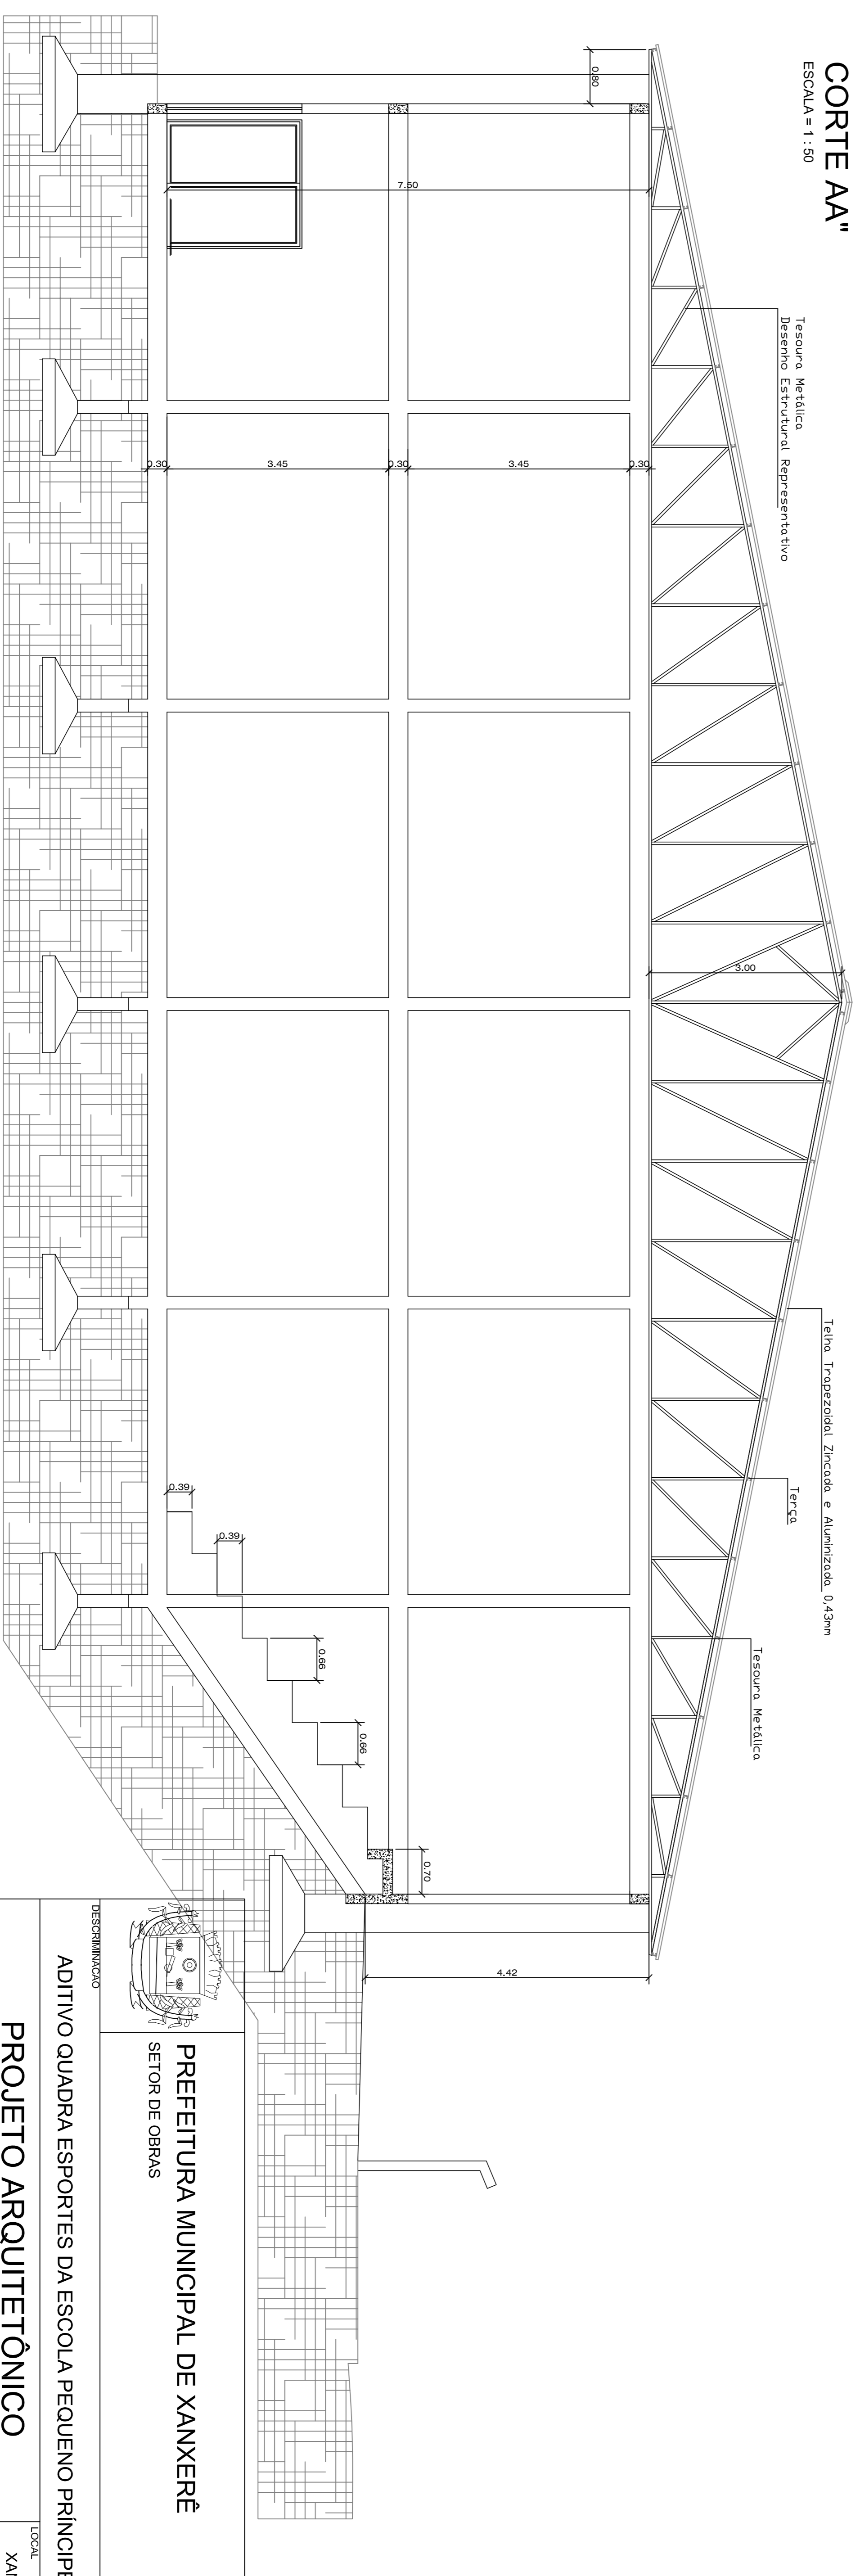 CORTE AA"
ESCALA = 1 : 50
Tesoura Metálica
Desenho Estrutural Representativo
Telha Trapezoidal Zincada e Aluminizada 0,43mm
Terça
Tesoura Metálica
0.80
7.50
3.00
0.30
3.45
0.30
3.45
0.30
0.39
0.39
0.66
0.66
0.70
4.42
PREFEITURA MUNICIPAL DE XANXERÊ
SETOR DE OBRAS
DESCRIMINACAO
ADITIVO QUADRA ESPORTES DA ESCOLA PEQUENO PRÍNCIPE
PROJETO ARQUITETÔNICO
LOCAL